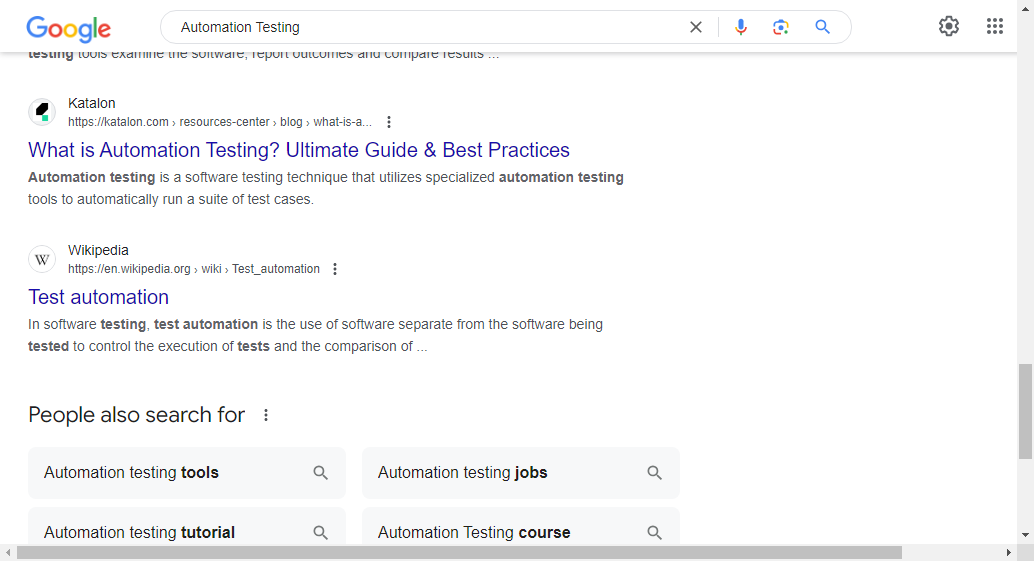 Google
Automation Testing
testing tools examine the software, report outcomes and compare results ...
Katalon
https://katalon.com › resources-center › blog › what-is-a...
What is Automation Testing? Ultimate Guide & Best Practices
Automation testing is a software testing technique that utilizes specialized automation testing
tools to automatically run a suite of test cases.
W
Wikipedia
https://en.wikipedia.org › wiki › Test_automation
Test automation
In software testing, test automation is the use of software separate from the software being
tested to control the execution of tests and the comparison of ...
People also search for
Automation testing tools
Automation testing jobs
Automation testing tutorial
Automation Testing course